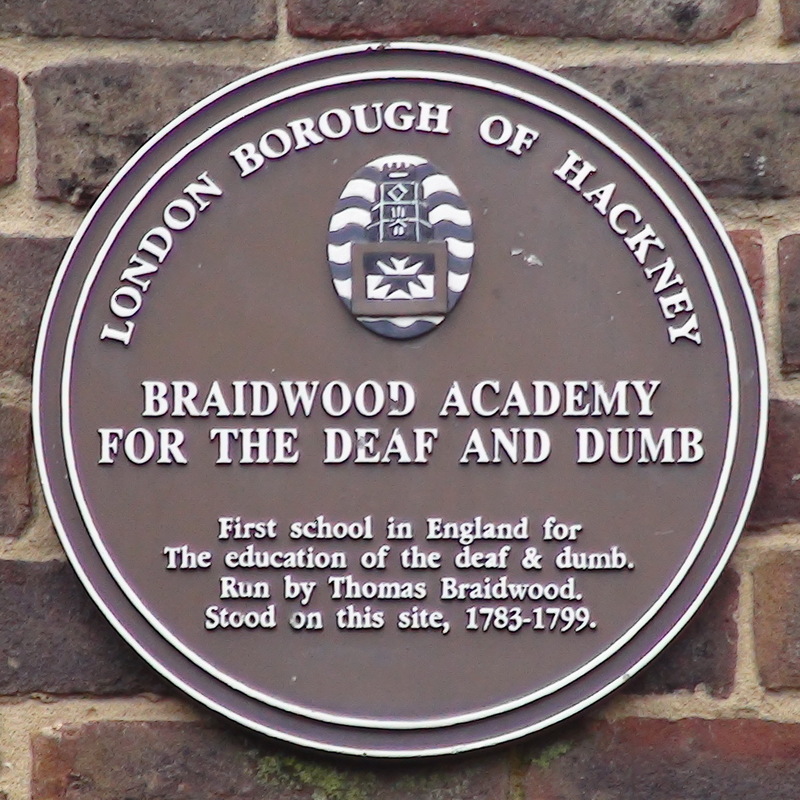 LONDON BOROUGH OF HACKNEY
BRAIDWOOD ACADEMY
FOR THE DEAF AND DUMB
First school in England for
The education of the deaf & dumb.
Run by Thomas Braidwood.
Stood on this site, 1783-1799.